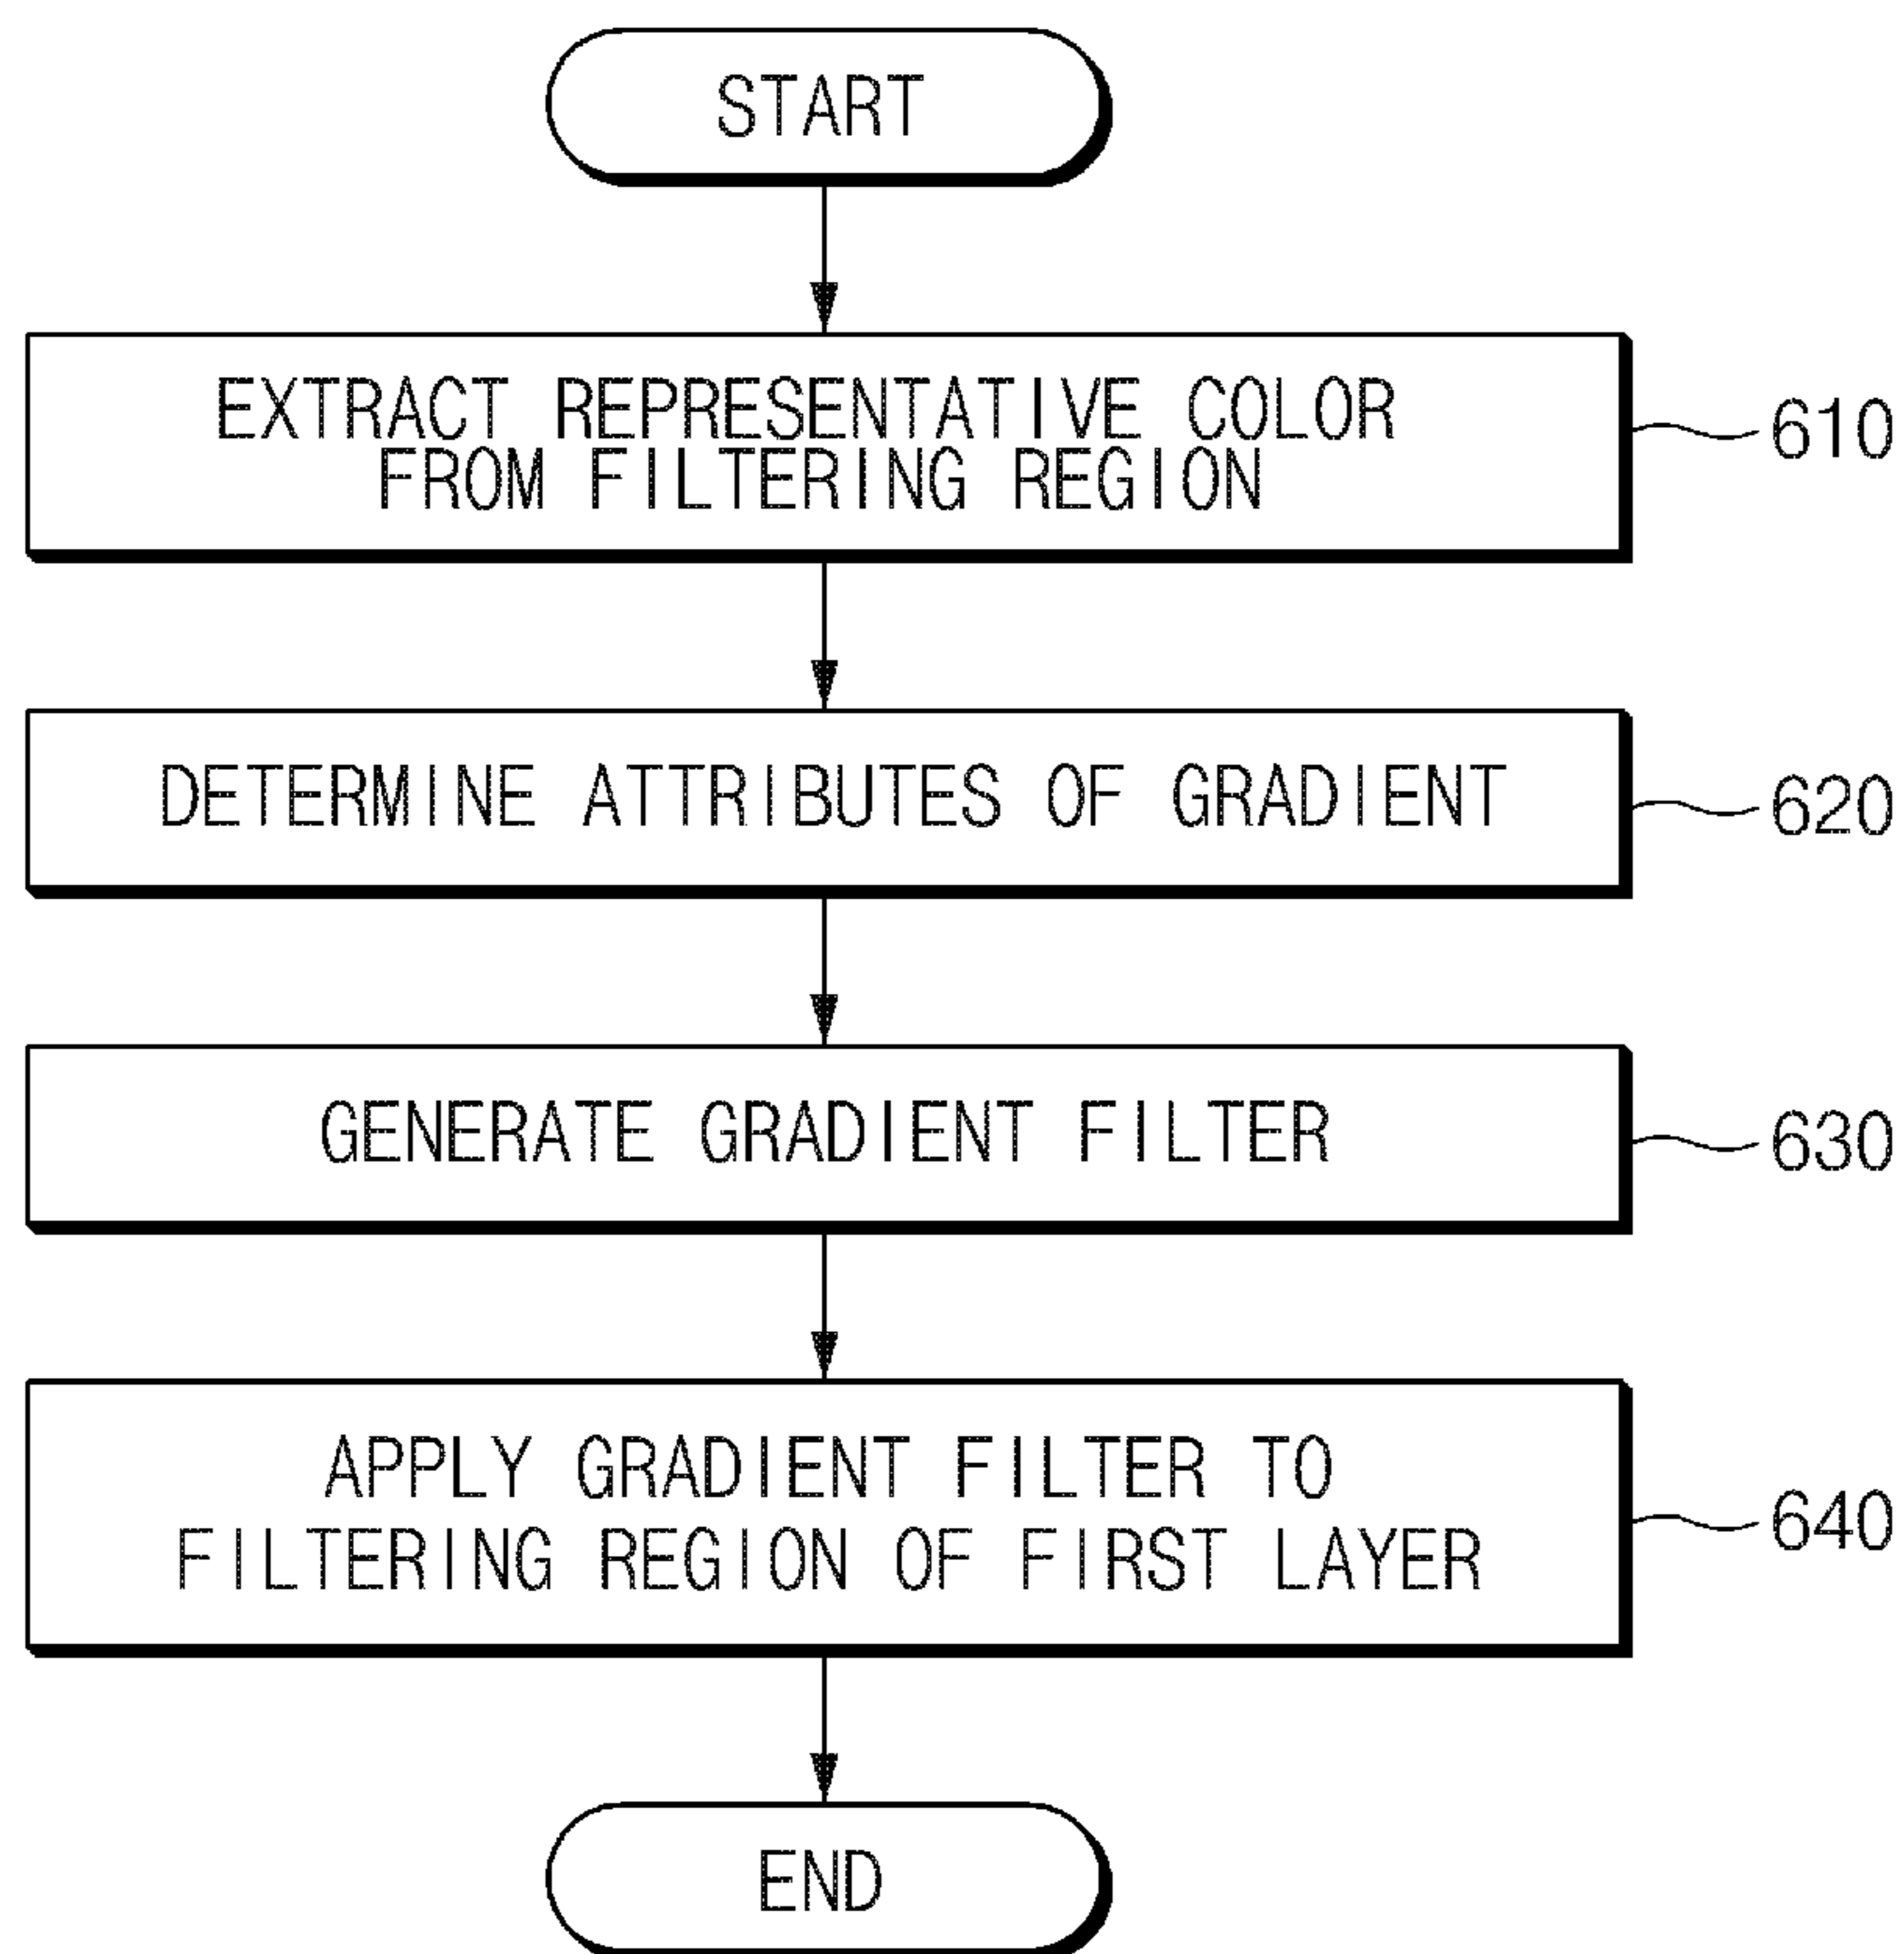 START
EXTRACT REPRESENTATIVE COLOR
FROM FILTERING REGION
610
DETERMINE ATTRIBUTES OF GRADIENT
620
GENERATE GRADIENT FILTER
630
APPLY GRADIENT FILTER TO
FILTERING REGION OF FIRST LAYER
640
END